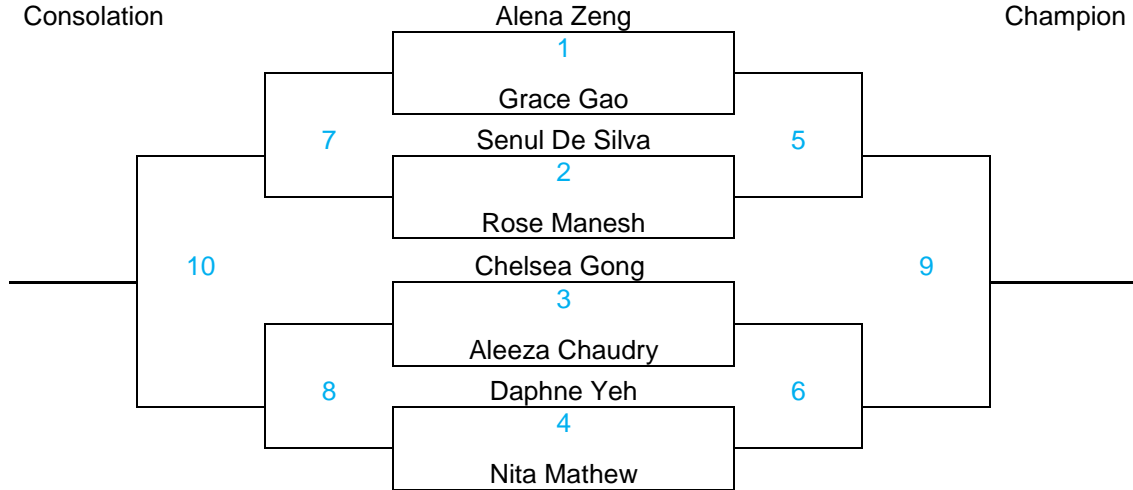 Consolation
Alena Zeng
Champion
1
Grace Gao
7
Senul De Silva
5
2
Rose Manesh
10
Chelsea Gong
9
3
Aleeza Chaudry
8
Daphne Yeh
6
4
Nita Mathew